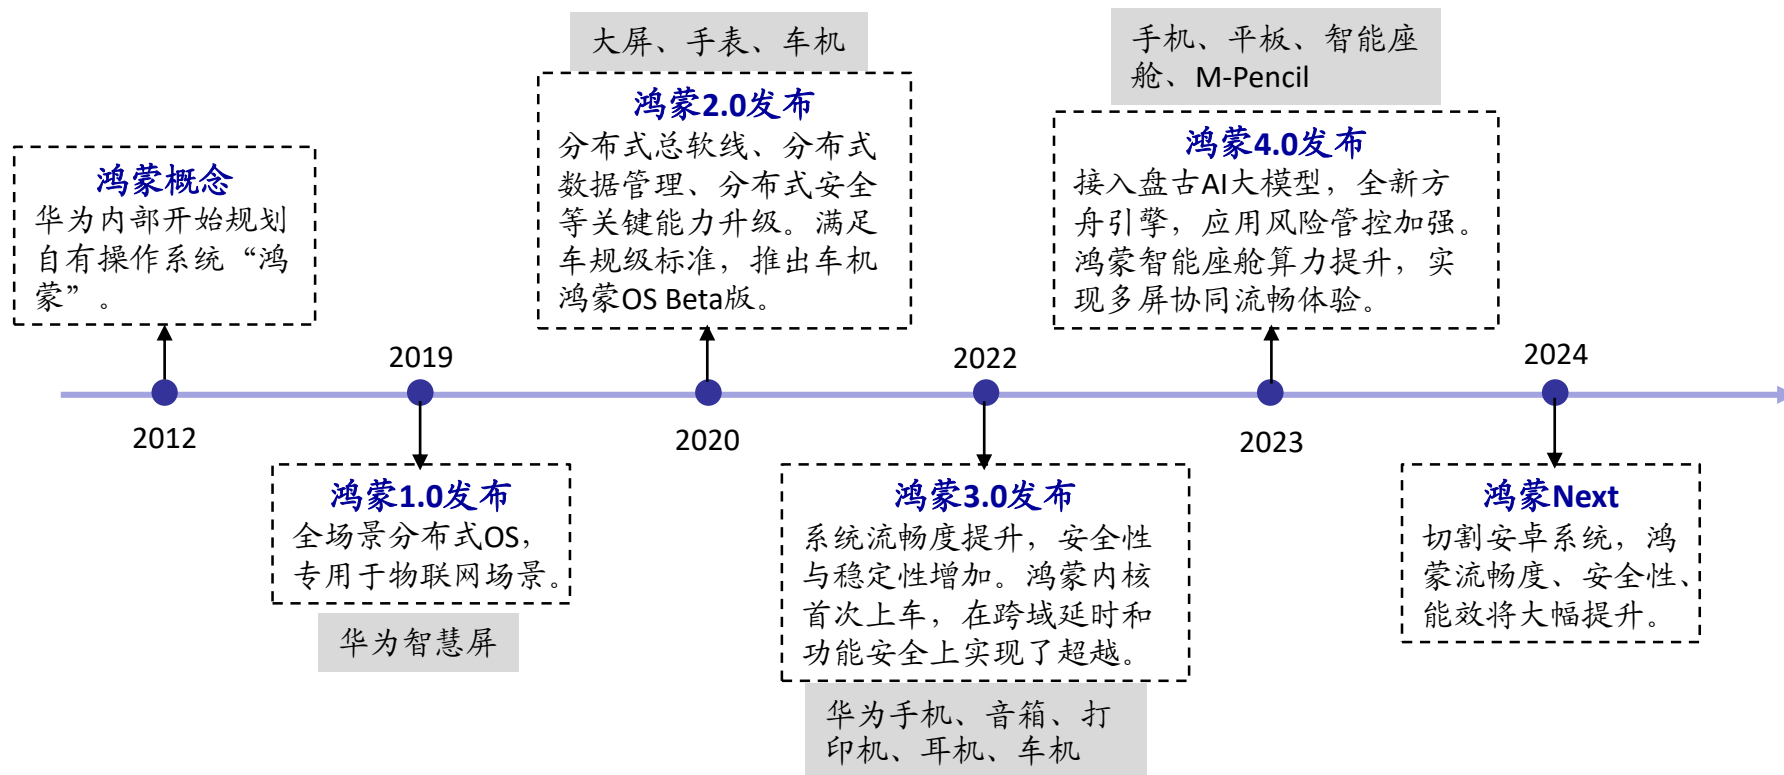 鸿蒙概念
华为内部开始规划
自有操作系统“鸿
蒙”。
2012
2019
鸿蒙1.0发布
全场景分布式OS，
专用于物联网场景。
华为智慧屏
大屏、手表、车机
鸿蒙2.0发布
分布式总软线、分布式
数据管理、分布式安全
等关键能力升级。满足
车规级标准，推出车机
鸿蒙OS Beta版。
2020
2022
鸿蒙3.0发布
系统流畅度提升，安全性
与稳定性增加。鸿蒙内核
首次上车，在跨域延时和
功能安全上实现了超越。
华为手机、音箱、打
印机、耳机、车机
手机、平板、智能座
舱、M-Pencil
鸿蒙4.0发布
接入盘古AI大模型，全新方
舟引擎，应用风险管控加强。
鸿蒙智能座舱算力提升，实
现多屏协同流畅体验。
2023
2024
鸿蒙Next
切割安卓系统，鸿
蒙流畅度、安全性、
能效将大幅提升。